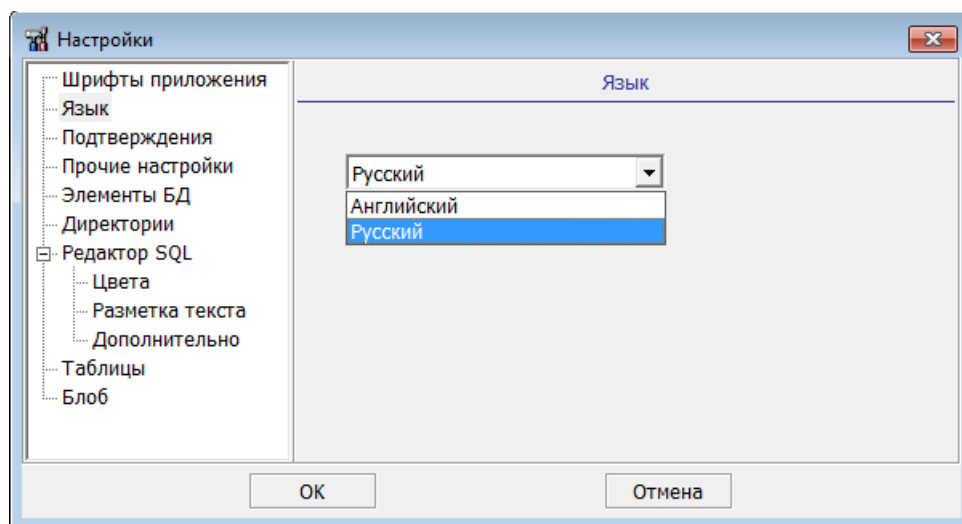 Настройки
Шрифты приложения
Язык
Подтверждения
Прочие настройки
Элементы БД
Директории
Редактор SQL
Цвета
Разметка текста
Дополнительно
Таблицы
Блоб
Язык
Русский
Английский
Русский
ОК
Отмена